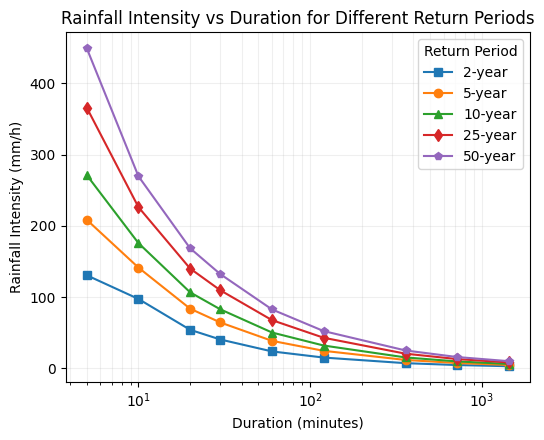 Rainfall Intensity vs Duration for Different Return Periods
Rainfall Intensity (mm/h)
400
300
200
100
0
Return Period
2-year
5-year
10-year
25-year
50-year
10¹
10²
10³
Duration (minutes)